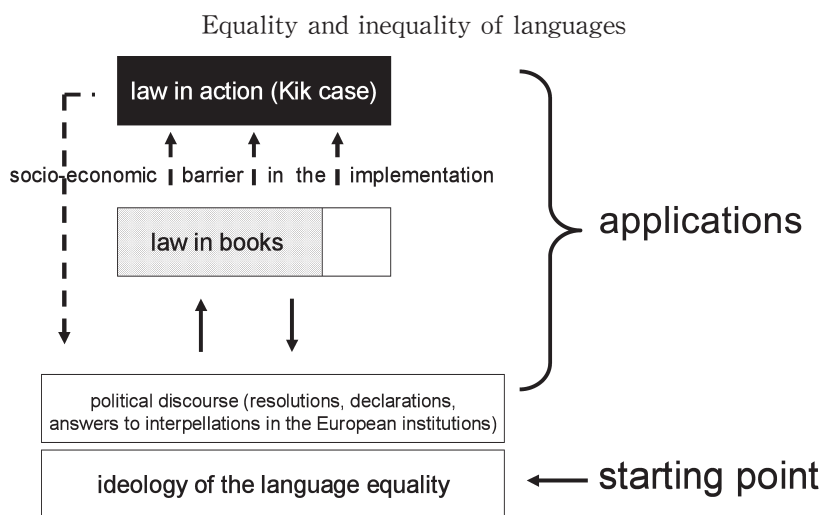 Equality and inequality of languages
law in action (Kik case)
socio-economic barrier in the implementation
law in books
applications
political discourse (resolutions, declarations,
answers to interpellations in the European institutions)
ideology of the language equality
starting point